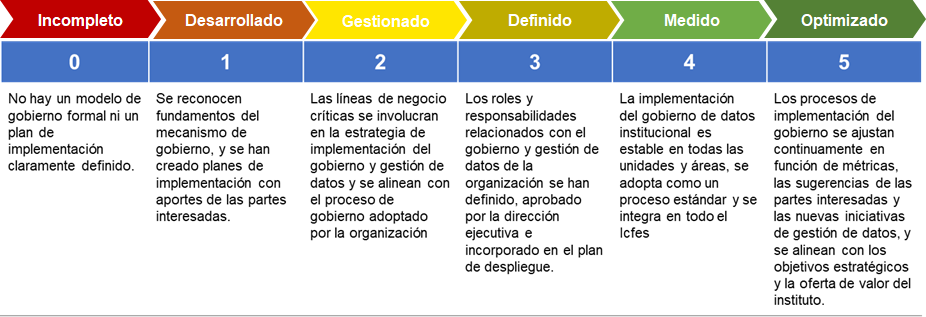 Incompleto
Desarrollado
Gestionado
Definido
Medido
Optimizado
0
1
2
3
4
5
No hay un modelo de
gobierno formal ni un
plan de
implementación
claramente definido.
Se reconocen
fundamentos del
mecanismo de
gobierno, y se han
creado planes de
implementación con
aportes de las partes
interesadas.
Las líneas de negocio
críticas se involucran
en la estrategia de
implementación del
gobierno y gestión de
datos y se alinean con
el proceso de
gobierno adoptado
por la organización
Los roles y
responsabilidades
relacionados con el
gobierno y gestión de
datos de la
organización se han
definido, aprobado
por la dirección
ejecutiva e
incorporado en el plan
de despliegue.
La implementación
del gobierno de datos
institucional es
estable en todas las
unidades y áreas, se
adopta como un
proceso estándar y se
integra en todo el
Icfes
Los procesos de
implementación del
gobierno se ajustan
continuamente en
función de métricas,
las sugerencias de las
partes interesadas y
las nuevas iniciativas
de gestión de datos, y
se alinean con los
objetivos estratégicos
y la oferta de valor del
instituto.